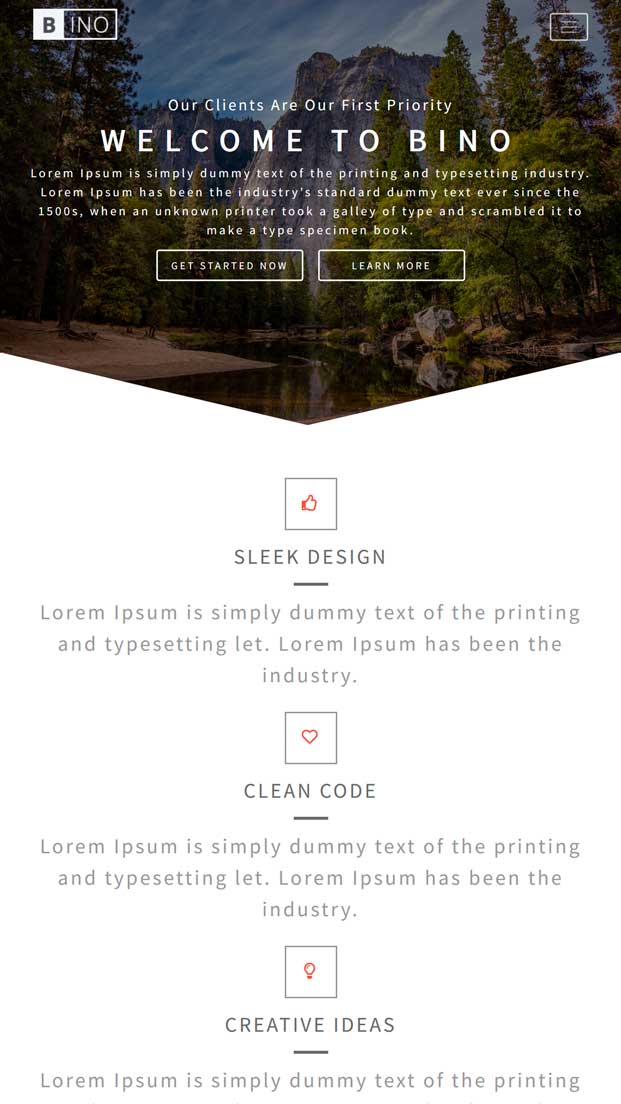 BINO
Our Clients Are Our First Priority
WELCOME TO BINO
Lorem Ipsum is simply dummy text of the printing and typesetting industry.
Lorem Ipsum has been the industry's standard dummy text ever since the
1500s, when an unknown printer took a galley of type and scrambled it to
make a type specimen book.
GET STARTED NOW LEARN MORE
SLEEK DESIGN
Lorem Ipsum is simply dummy text of the printing
and typesetting let. Lorem Ipsum has been the
industry.
CLEAN CODE
Lorem Ipsum is simply dummy text of the printing
and typesetting let. Lorem Ipsum has been the
industry.
CREATIVE IDEAS
Lorem Ipsum is simply dummy text of the printing